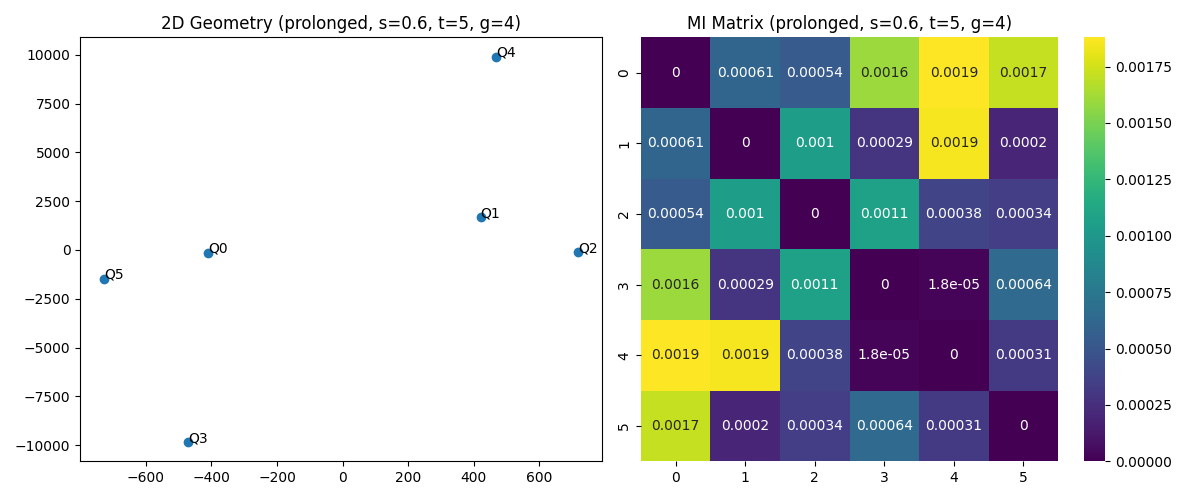 2D Geometry (prolonged, s=0.6, t=5, g=4)
10000
7500
5000
2500
0
−2500
−5000
−7500
−10000
Q4
Q1
Q0
Q2
Q5
Q3
−600
−400
−200
0
200
400
600
MI Matrix (prolonged, s=0.6, t=5, g=4)
0
0 0.00061 0.00054 0.0016 0.0019 0.0017
1
0.00061 0 0.001 0.00029 0.0019 0.0002
2
0.00054 0.001 0 0.0011 0.00038 0.00034
3
0.0016 0.00029 0.0011 0 1.8e-05 0.00064
4
0.0019 0.0019 0.00038 1.8e-05 0 0.00031
5
0.0017 0.0002 0.00034 0.00064 0.00031 0
0 1 2 3 4 5
0.00175
0.00150
0.00125
0.00100
0.00075
0.00050
0.00025
0.00000